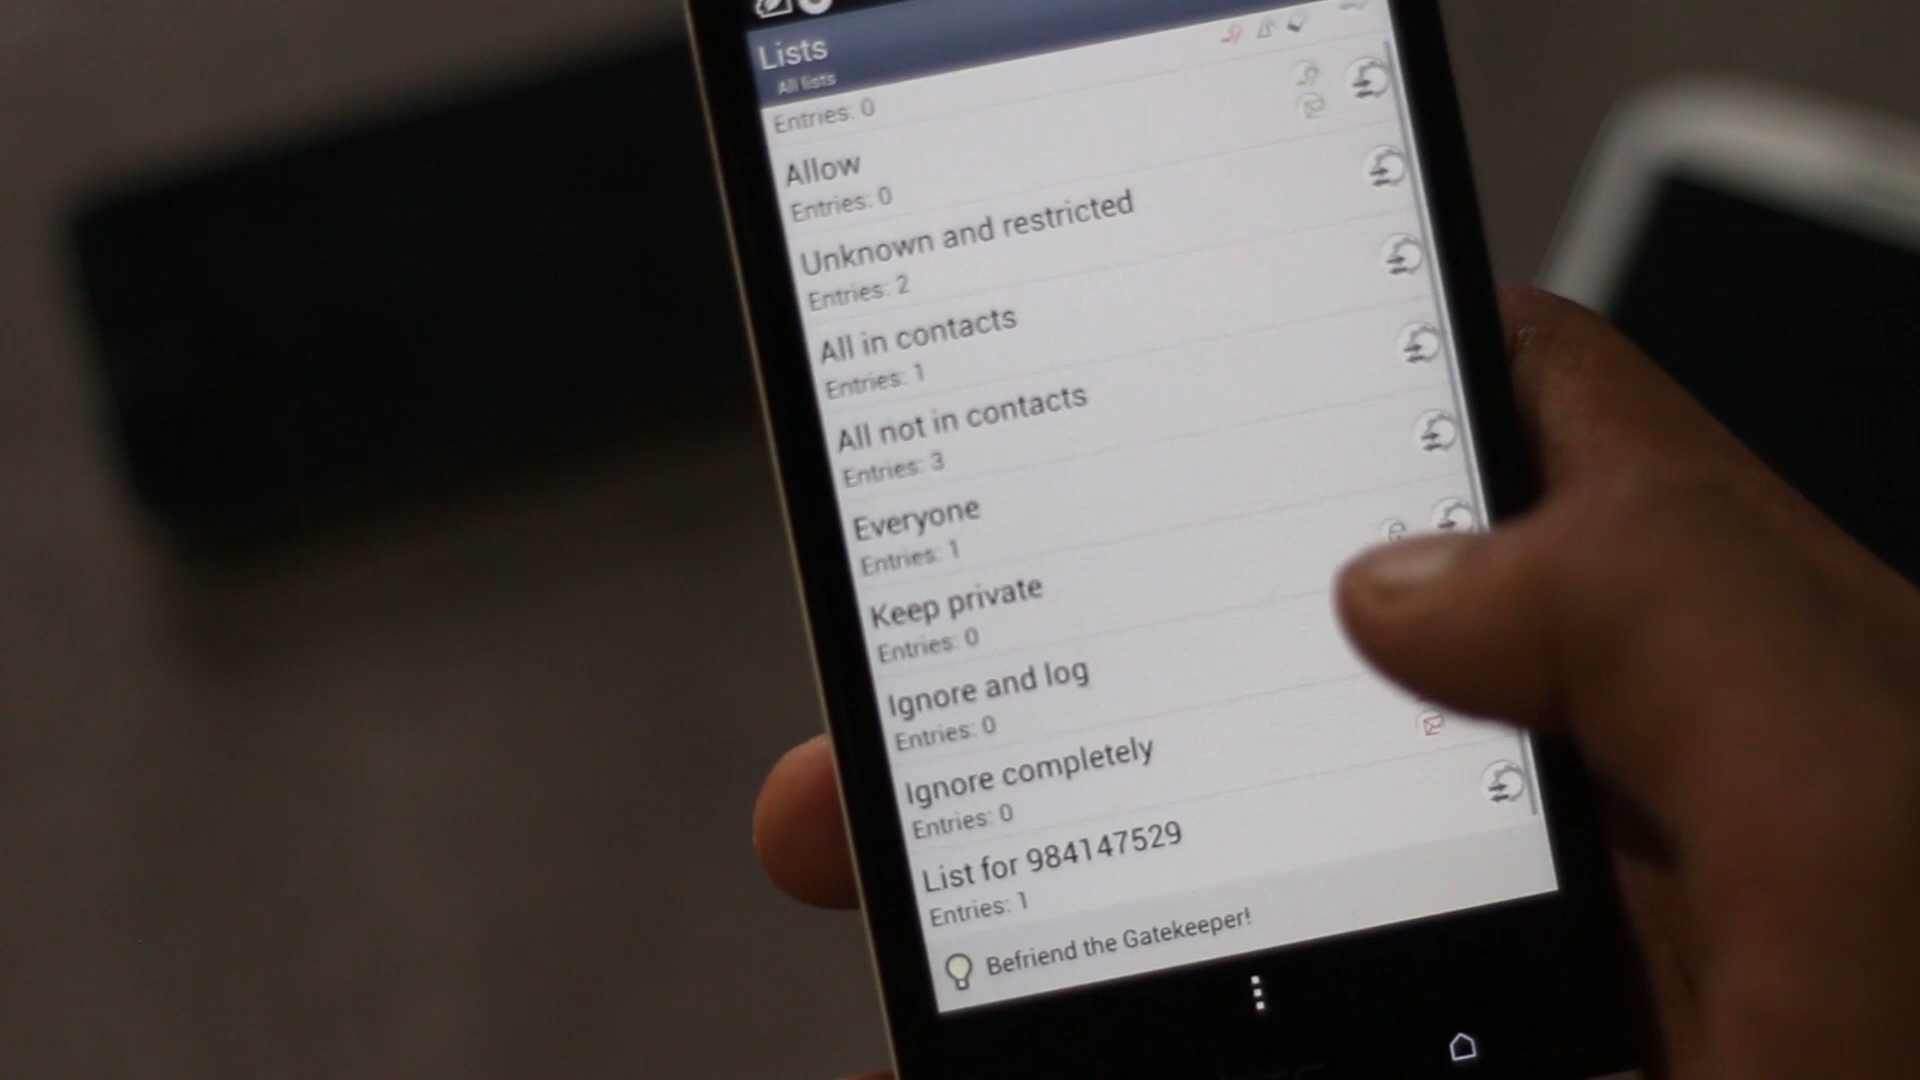 Lists
All lists
Entries: 0
Allow
Entries: 0
Unknown and restricted
Entries: 2
All in contacts
Entries: 1
All not in contacts
Entries: 3
Everyone
Entries: 1
Keep private
Entries: 0
Ignore and log
Entries: 0
Ignore completely
Entries: 0
List for 984147529
Entries: 1
Befriend the Gatekeeper!